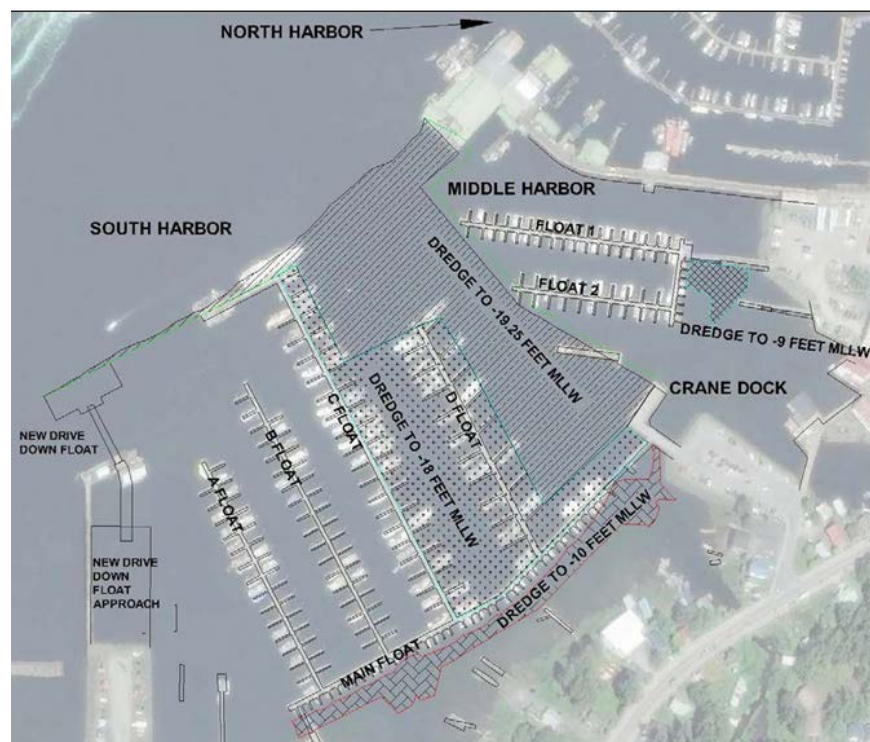 NORTH HARBOR
MIDDLE HARBOR
SOUTH HARBOR
FLOAT 1
FLOAT 2
DREDGE TO -19.25 FEET MLLW
DREDGE TO -9 FEET MLLW
CRANE DOCK
DREDGE TO -18 FEET MLLW
D FLOAT
C FLOAT
B FLOAT
A FLOAT
NEW DRIVE
DOWN FLOAT
NEW DRIVE
DOWN
FLOAT
APPROACH
DREDGE TO -10 FEET MLLW
MAIN FLOAT